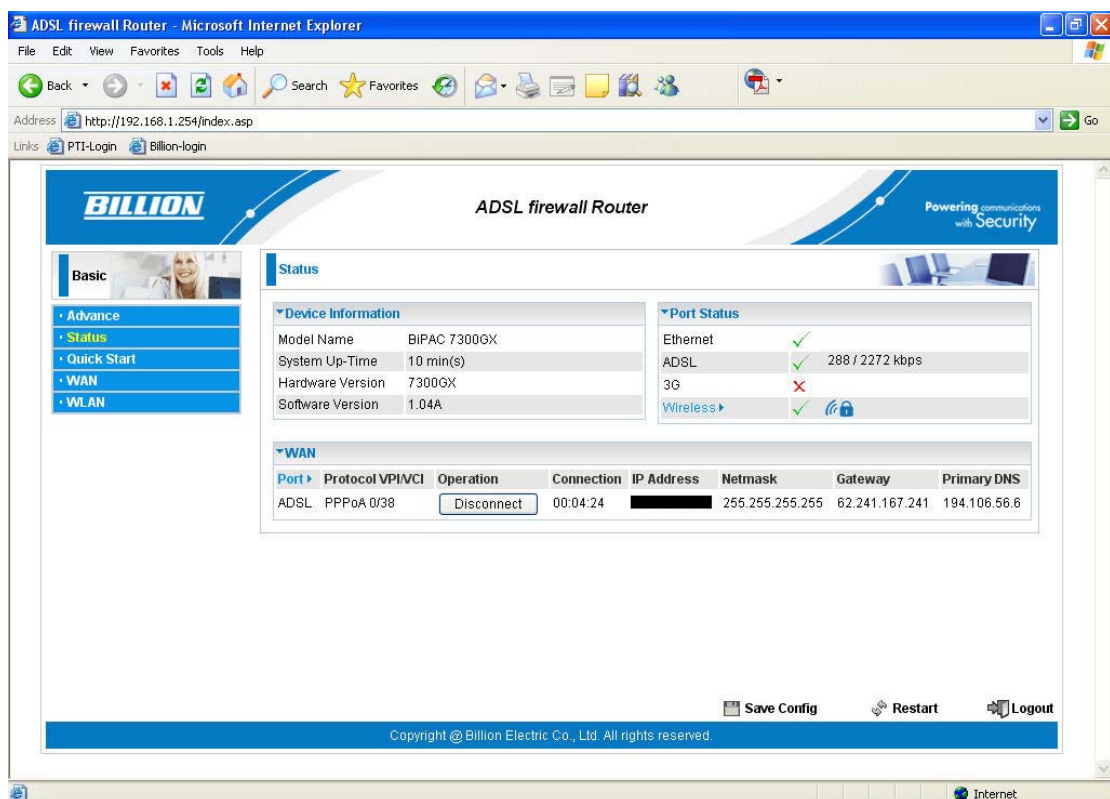 ADSL firewall Router - Microsoft Internet Explorer
File Edit View Favorites Tools Help
Back Search Favorites
Address http://192.168.1.254/index.asp Go
Links PTI-Login Billion-login
BILLION
ADSL firewall Router
Powering communications
with Security
Basic
Advance
Status
Quick Start
WAN
WLAN
Status
Device Information
Model Name BiPAC 7300GX
System Up-Time 10 min(s)
Hardware Version 7300GX
Software Version 1.04A
Port Status
Ethernet
ADSL 288 / 2272 kbps
3G
Wireless
WAN
Port Protocol VPI/VCI Operation Connection IP Address Netmask Gateway Primary DNS
ADSL PPPoA 0/38 Disconnect 00:04:24 255.255.255.255 62.241.167.241 194.106.56.6
Save Config Restart Logout
Copyright @ Billion Electric Co., Ltd. All rights reserved.
Internet